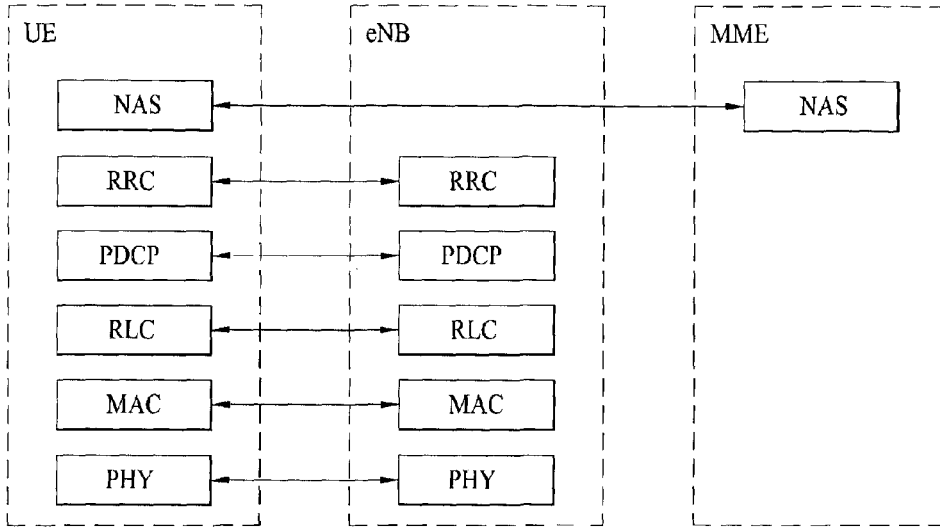 UE eNB MME
NAS NAS
RRC RRC
PDCP PDCP
RLC RLC
MAC MAC
PHY PHY